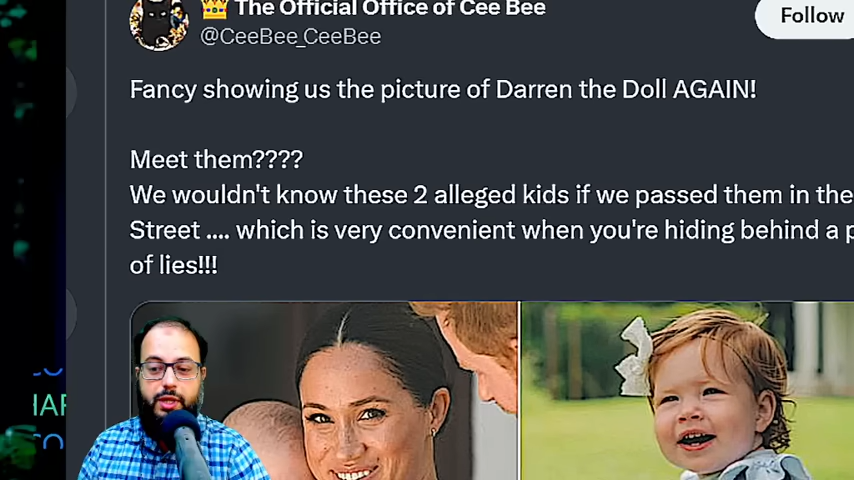 The Official Office of Cee Bee
@CeeBee_CeeBee
Follow
Fancy showing us the picture of Darren the Doll AGAIN!
Meet them????
We wouldn't know these 2 alleged kids if we passed them in the
Street .... which is very convenient when you're hiding behind a p
of lies!!!